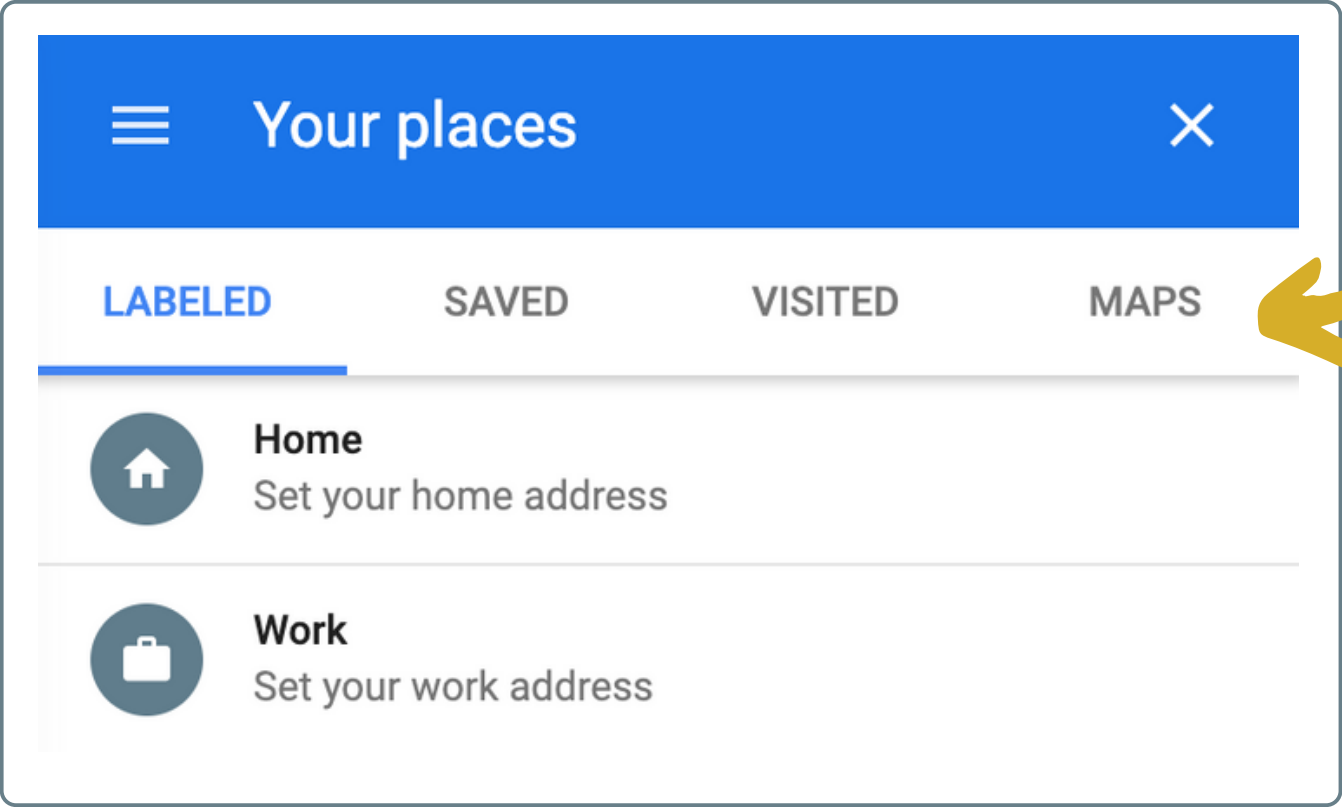 Your places
LABELED SAVED VISITED MAPS
Home
Set your home address
Work
Set your work address